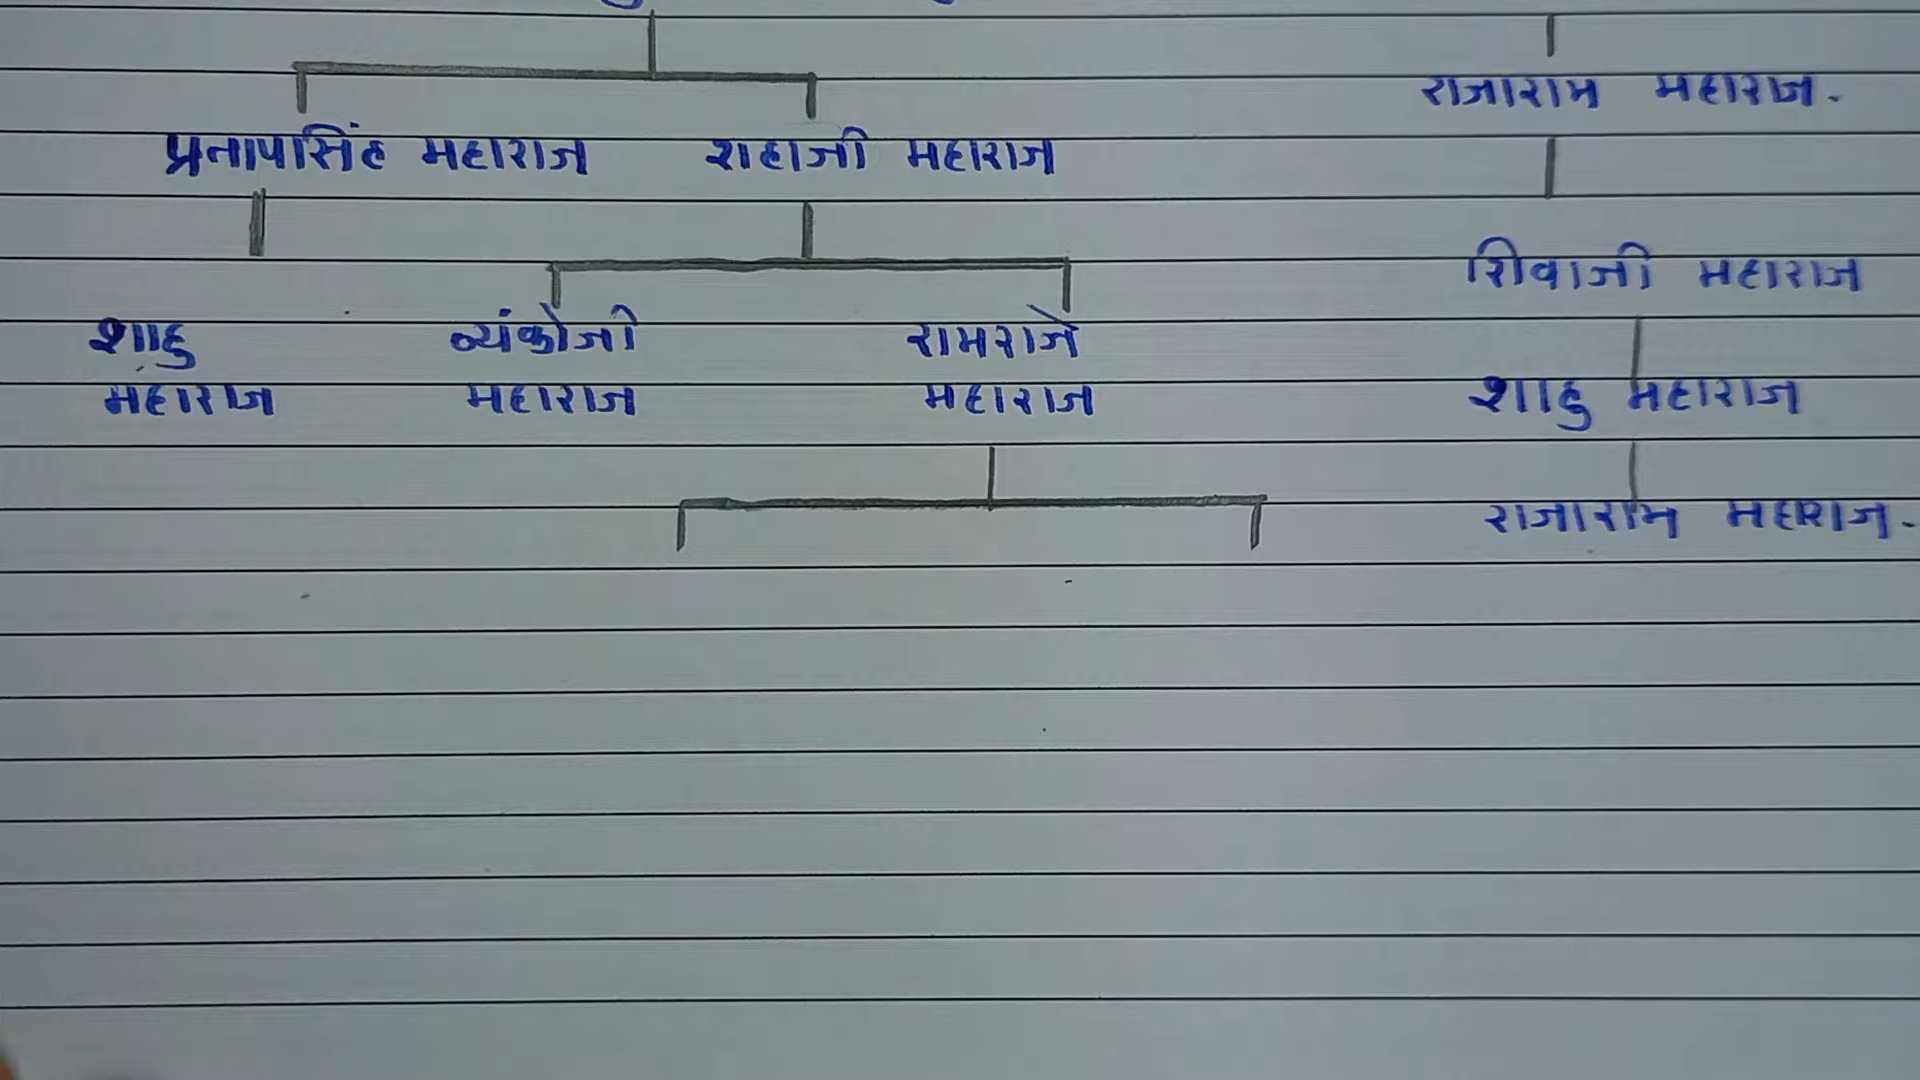 राजाराम महाराज.
प्रतापसिंह महाराज शहाजी महाराज
शिवाजी महाराज
शाहु व्यंकोजी रामराजे
महाराज महाराज महाराज शाहु महाराज
राजाराम महाराज.